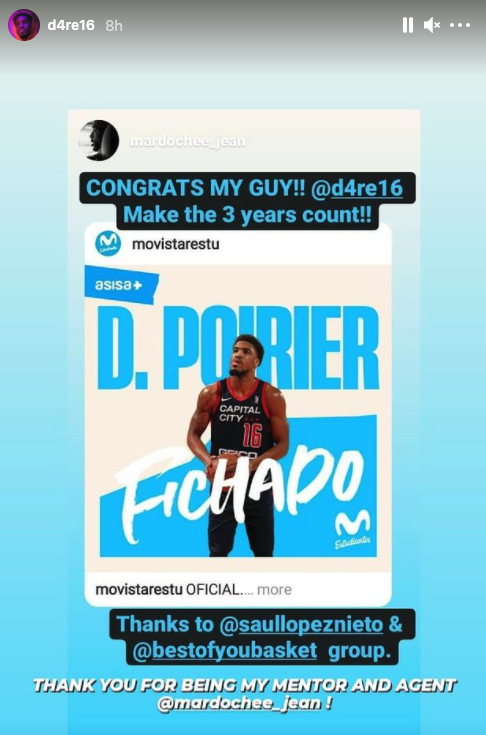 d4re16 8h
mardochee_jean
CONGRATS MY GUY!! @d4re16
Make the 3 years count!!
movistarestu
asisa+
D. POIRIER
CAPITAL
CITY
16
GEICO
FICHADO
Estudiantes
movistarestu OFICIAL.... more
Thanks to @saullopeznieto &
@bestofyoubasket group.
THANK YOU FOR BEING MY MENTOR AND AGENT
@mardochee_jean !